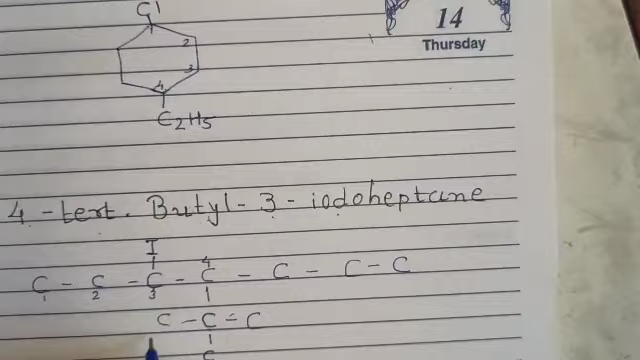 Cl
14
2
Thursday
3
4
C2H5
4 - tert. Butyl - 3 - iodoheptane
I
4
C - C - C - C - C - C - C
1 2 3
C - C - C
C